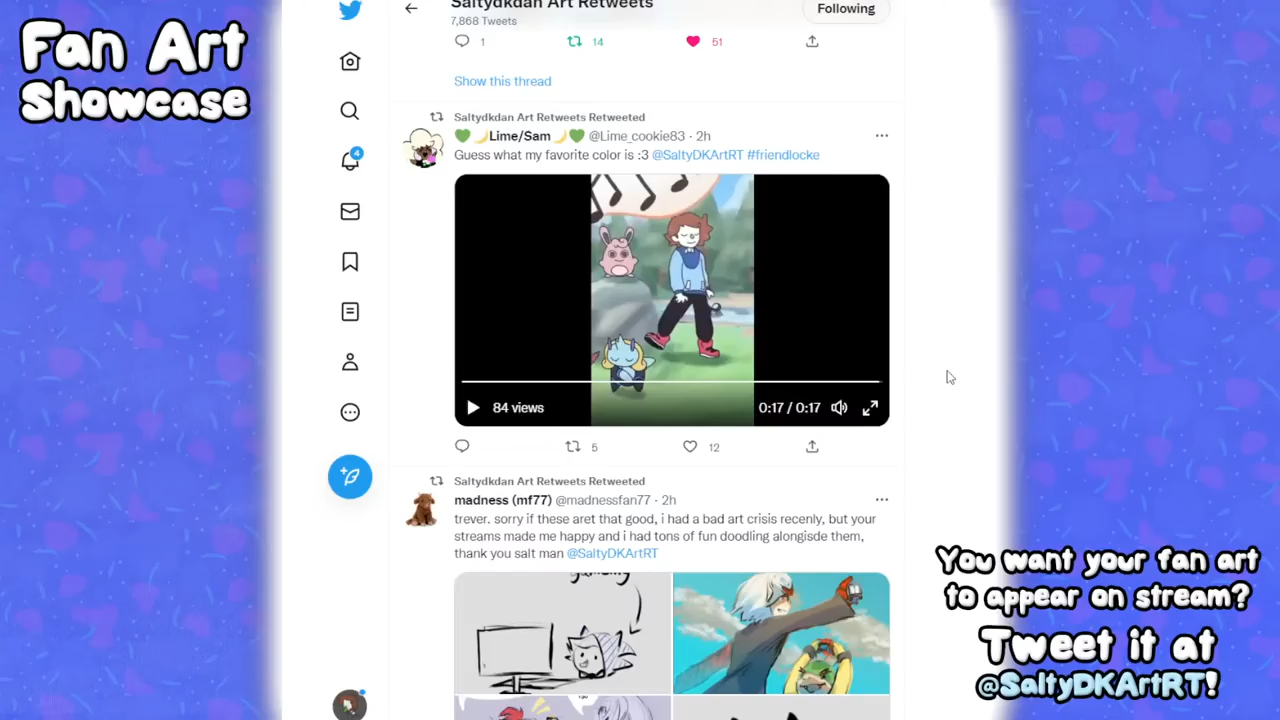 Fan Art
Showcase
Saltydkdan Art Retweets
7,868 Tweets
Following
1
14
51
Show this thread
Saltydkdan Art Retweets Retweeted
Lime/Sam @Lime_cookie83 · 2h
Guess what my favorite color is :3 @SaltyDKArtRT #friendlocke
84 views
0:17 / 0:17
5
12
4
Saltydkdan Art Retweets Retweeted
madness (mf77) @madnessfan77 · 2h
trever. sorry if these aret that good, i had a bad art crisis recenly, but your
streams made me happy and i had tons of fun doodling alongisde them,
thank you salt man @SaltyDKArtRT
You want your fan art
to appear on stream?
Tweet it at
@SaltyDKArtRT!